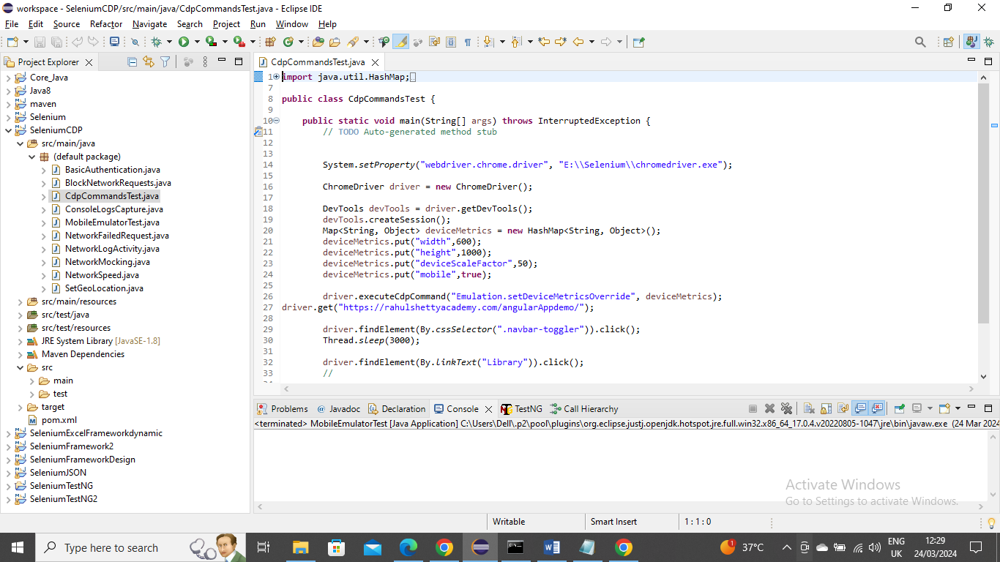 workspace - SeleniumCDP/src/main/java/CdpCommandsTest.java - Eclipse IDE
File Edit Source Refactor Navigate Search Project Run Window Help
Project Explorer
Core_Java
Java8
maven
Selenium
SeleniumCDP
src/main/java
(default package)
BasicAuthentication.java
BlockNetworkRequests.java
CdpCommandsTest.java
ConsoleLogsCapture.java
MobileEmulatorTest.java
NetworkFailedRequest.java
NetworkLogActivity.java
NetworkMocking.java
NetworkSpeed.java
SetGeoLocation.java
src/main/resources
src/test/java
src/test/resources
JRE System Library [JavaSE-1.8]
Maven Dependencies
src
main
test
target
pom.xml
SeleniumExcelFrameworkdynamic
SeleniumFramework2
SeleniumFrameworkDesign
SeleniumJSON
SeleniumTestNG
SeleniumTestNG2
CdpCommandsTest.java
1 import java.util.HashMap;
7
8 public class CdpCommandsTest {
9
10 public static void main(String[] args) throws InterruptedException {
11 // TODO Auto-generated method stub
12
13
14 System.setProperty("webdriver.chrome.driver", "E:\\Selenium\\chromedriver.exe");
15
16 ChromeDriver driver = new ChromeDriver();
17
18 DevTools devTools = driver.getDevTools();
19 devTools.createSession();
20 Map<String, Object> deviceMetrics = new HashMap<String, Object>();
21 deviceMetrics.put("width",600);
22 deviceMetrics.put("height",1000);
23 deviceMetrics.put("deviceScaleFactor",50);
24 deviceMetrics.put("mobile",true);
25
26 driver.executeCdpCommand("Emulation.setDeviceMetricsOverride", deviceMetrics);
27 driver.get("https://rahulshettyacademy.com/angularAppdemo/");
28
29 driver.findElement(By.cssSelector(".navbar-toggler")).click();
30 Thread.sleep(3000);
31
32 driver.findElement(By.linkText("Library")).click();
33 //
Problems Javadoc Declaration Console TestNG Call Hierarchy
<terminated> MobileEmulatorTest [Java Application] C:\Users\Dell\.p2\pool\plugins\org.eclipse.justj.openjdk.hotspot.jre.full.win32.x86_64_17.0.4.v20220805-1047\jre\bin\javaw.exe (24 Mar 2024
Activate Windows
Go to Settings to activate Windows.
Writable Smart Insert 1 : 1 : 0
Type here to search
1 37°C
ENG
UK
12:29
24/03/2024